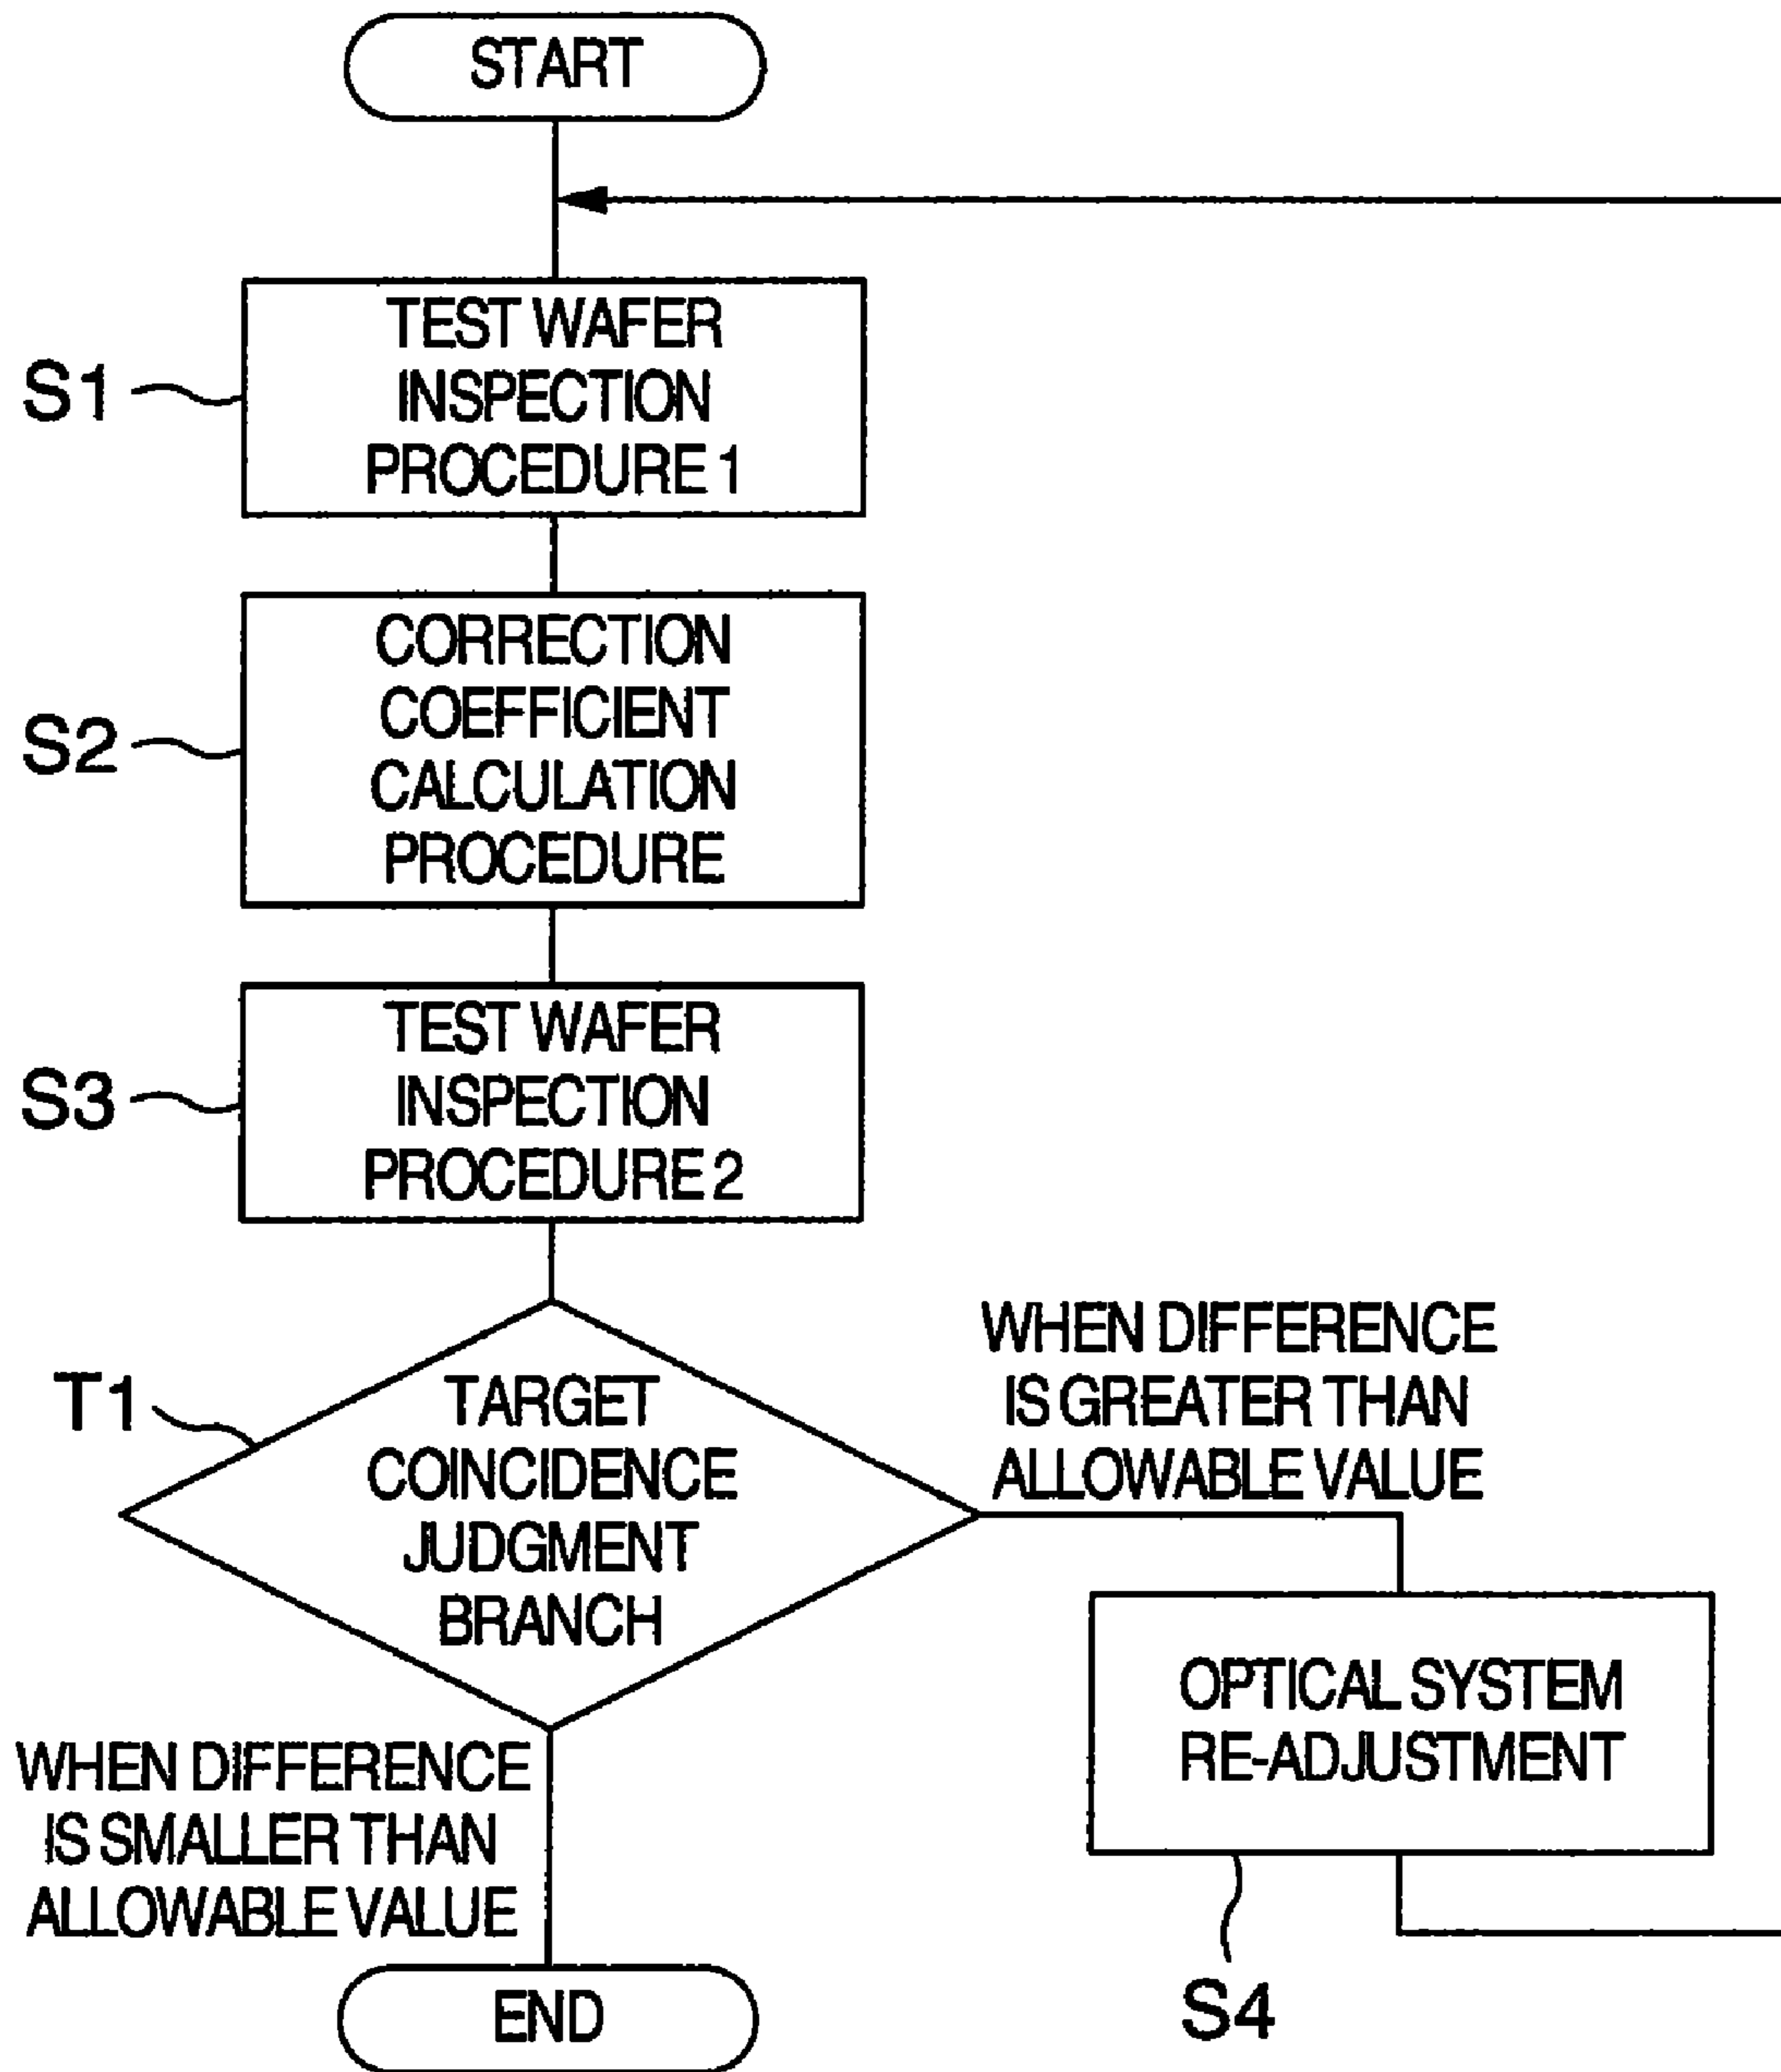 START
S1
TEST WAFER
INSPECTION
PROCEDURE 1
S2
CORRECTION
COEFFICIENT
CALCULATION
PROCEDURE
S3
TEST WAFER
INSPECTION
PROCEDURE 2
T1
TARGET
COINCIDENCE
JUDGMENT
BRANCH
WHEN DIFFERENCE
IS GREATER THAN
ALLOWABLE VALUE
OPTICAL SYSTEM
RE-ADJUSTMENT
S4
WHEN DIFFERENCE
IS SMALLER THAN
ALLOWABLE VALUE
END